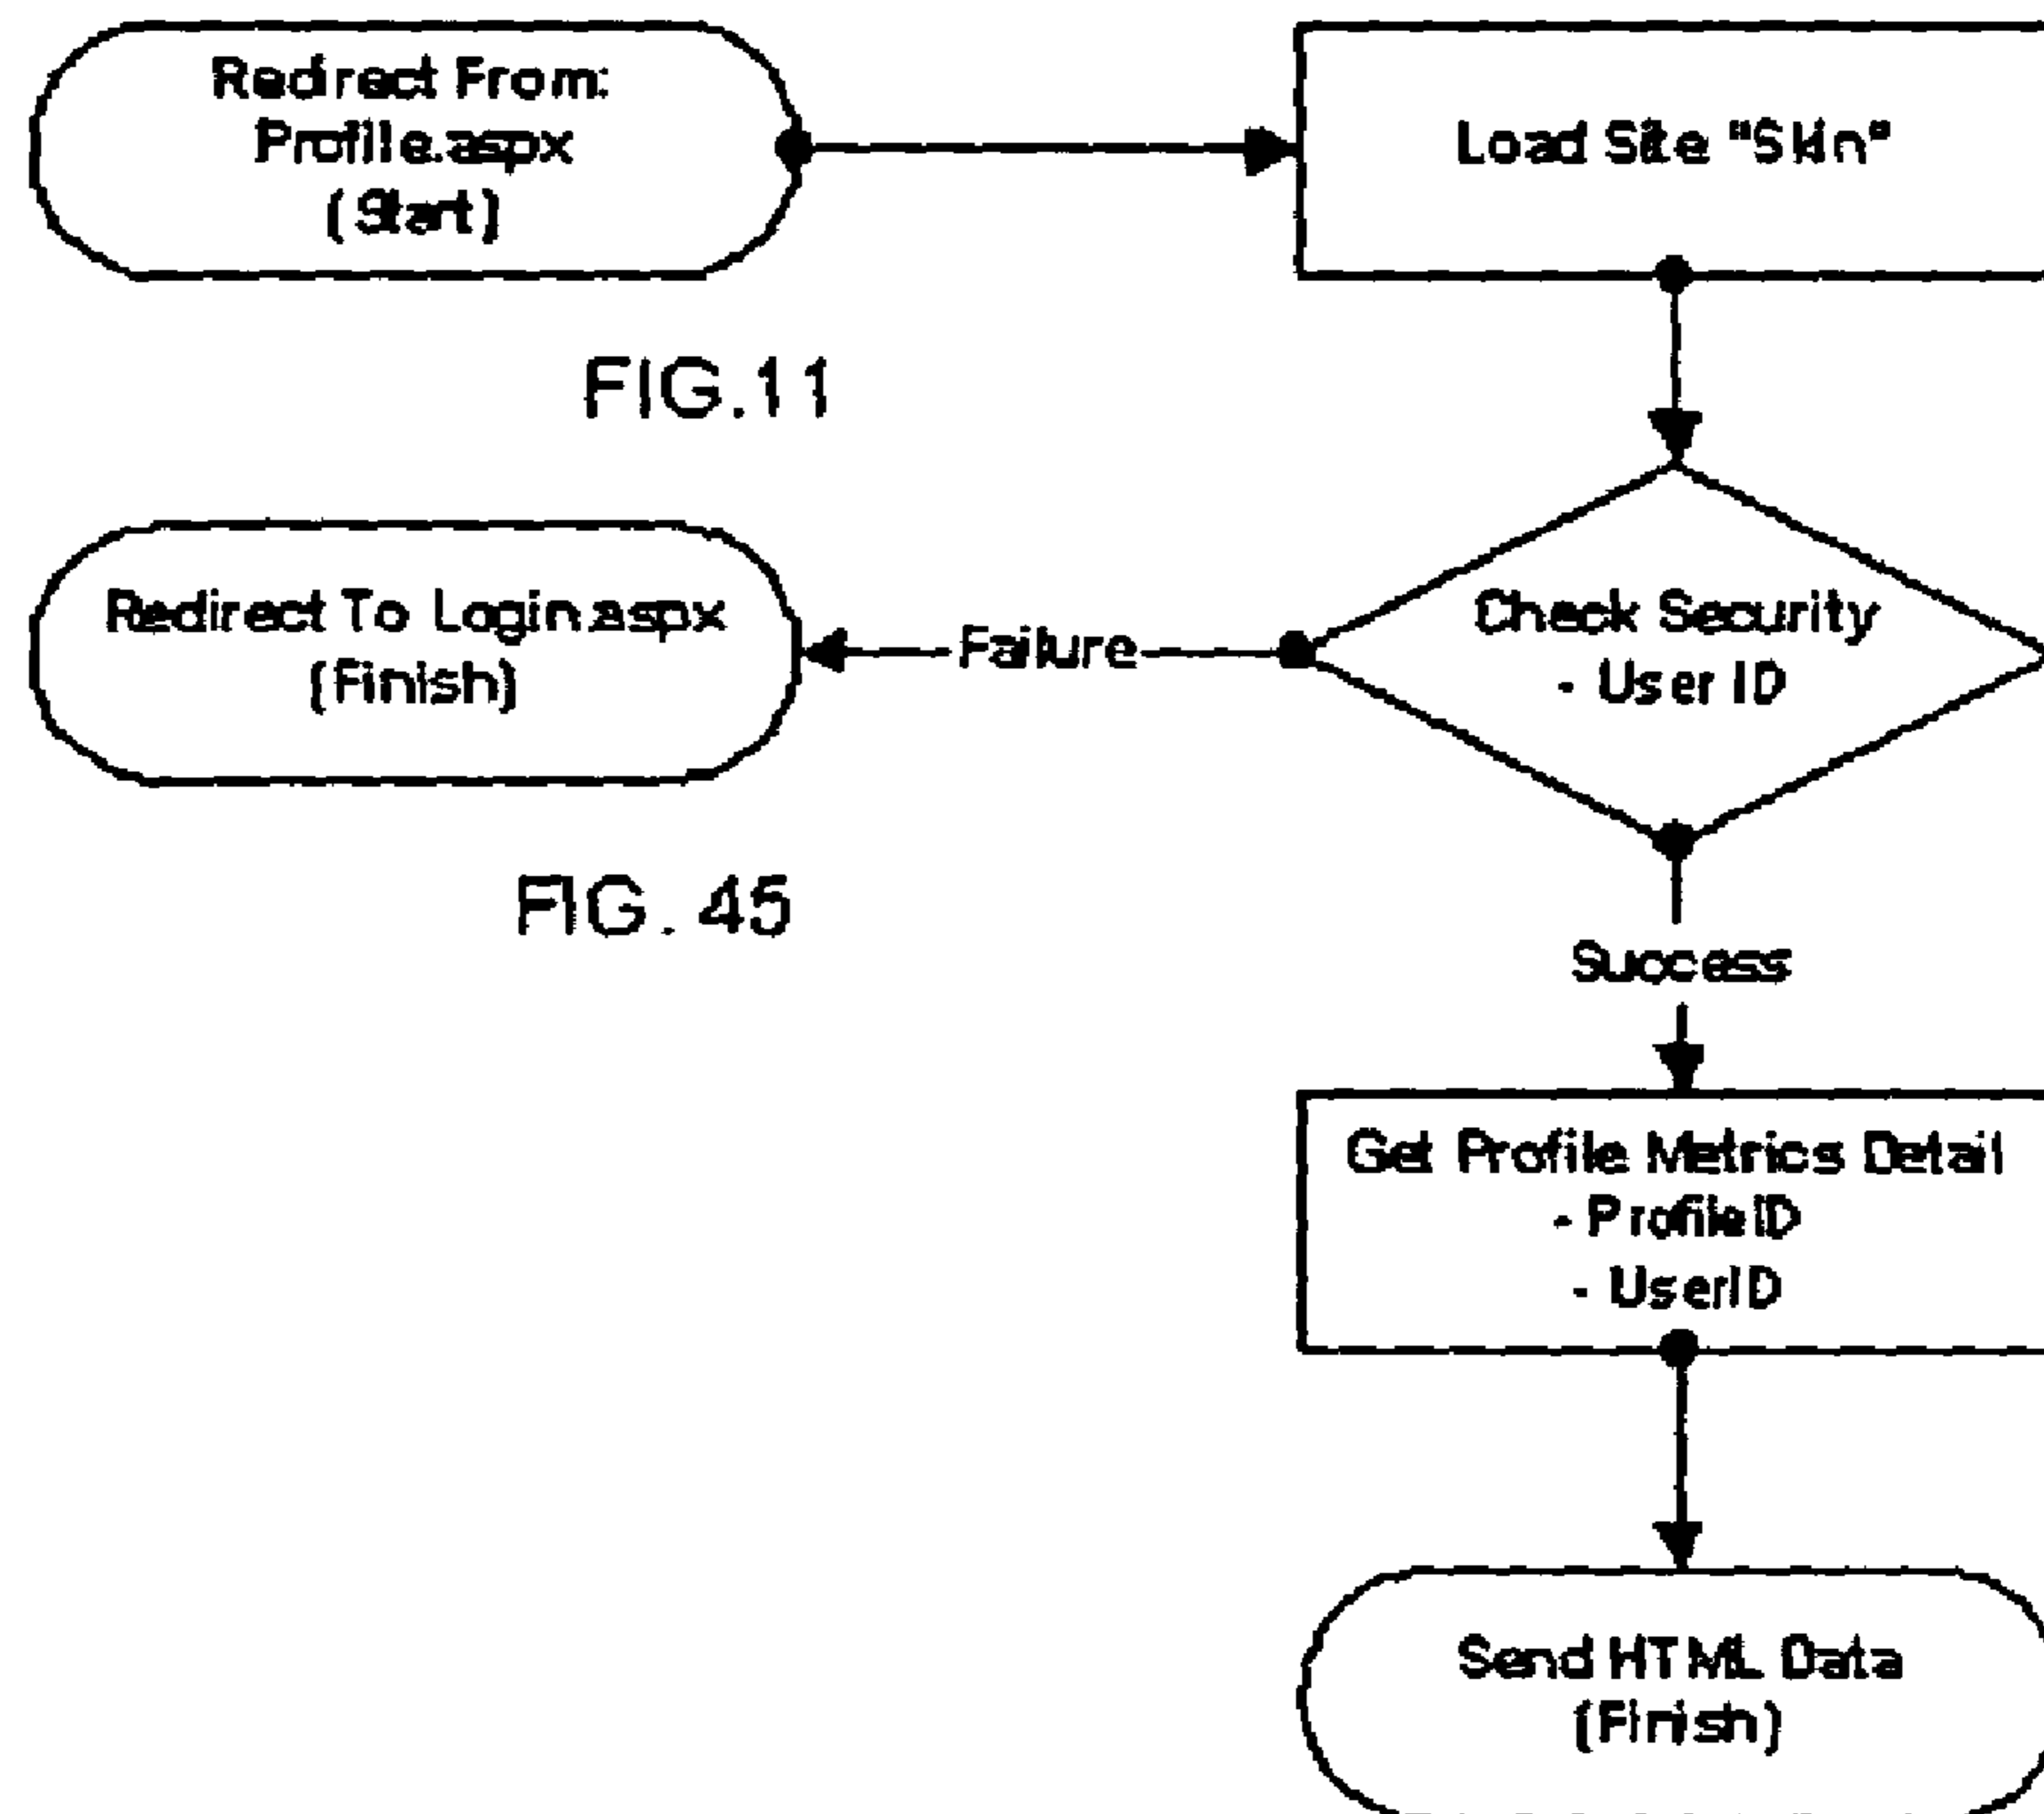 Redirect From:
Profile.aspx
(Start)
Load Site "Skin"
FIG.11
Redirect To Login.aspx
(Finish)
Failure
Check Security
- User ID
FIG. 45
Success
Get Profile Metrics Detail
- ProfileID
- UserID
Send HTML Data
(Finish)